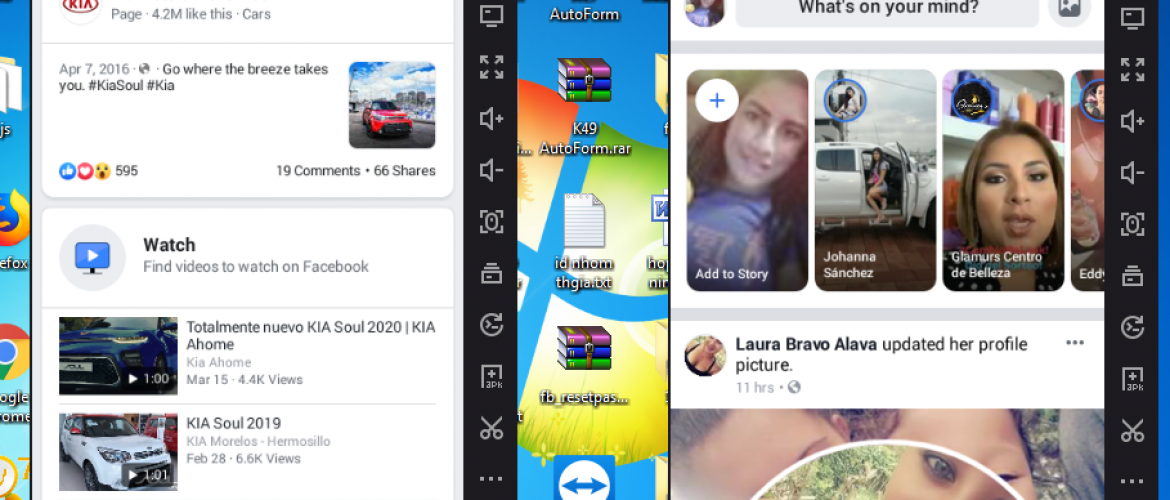 KIA
Page · 4.2M like this · Cars
Apr 7, 2016 · · Go where the breeze takes
you. #KiaSoul #Kia
595
19 Comments • 66 Shares
Watch
Find videos to watch on Facebook
Totalmente nuevo KIA Soul 2020 | KIA
Ahome
Kia Ahome
Mar 15 · 4.4K Views
1:00
KIA Soul 2019
KIA Morelos - Hermosillo
Feb 28 · 6.6K Views
1:01
js
efox
ogle
rome
3Pk
AutoForm
K49
AutoForm.rar
id nhom
thgia.txt
fb_resetpas...
What's on your mind?
Add to Story
Johanna
Sánchez
Glamurs Centro
de Belleza
Eddy
Laura Bravo Alava updated her profile
picture.
11 hrs •
3Pk